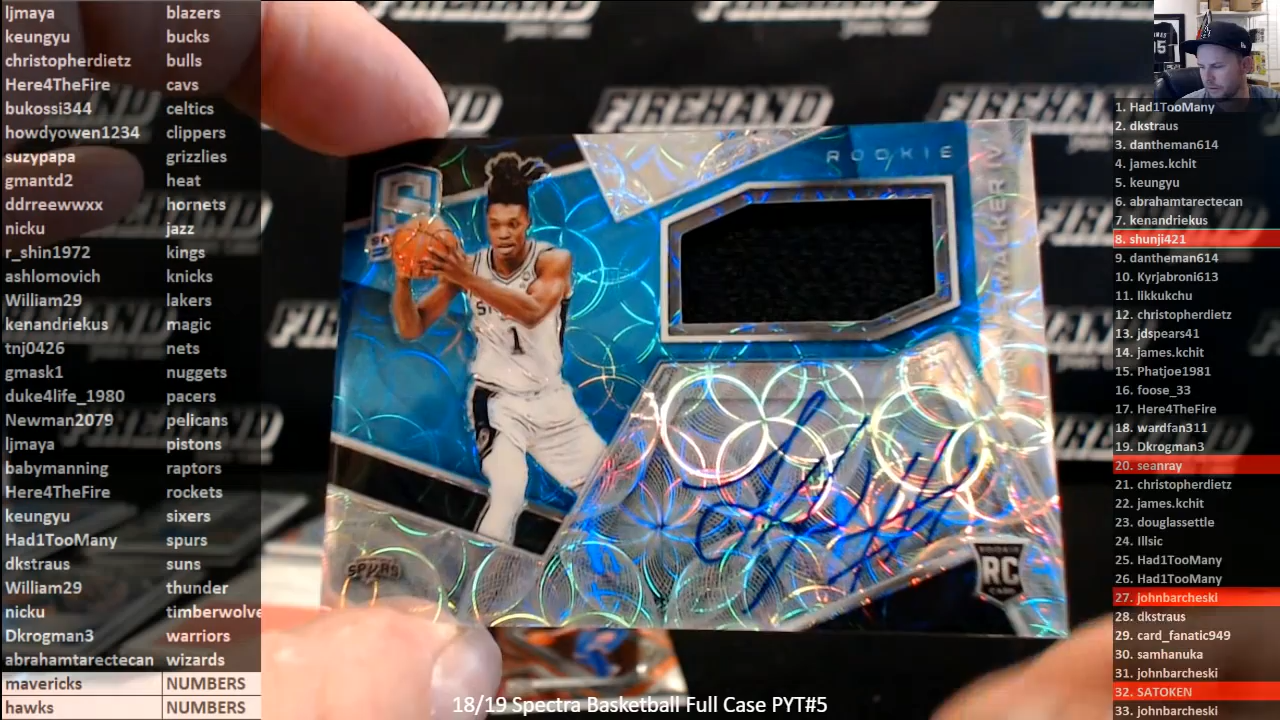 ljmaya blazers
keungyu bucks
christopherdietz bulls
Here4TheFire cavs
bukossi344 celtics
howdyowen1234 clippers
suzypapa grizzlies
gmantd2 heat
ddrreewwxx hornets
nicku jazz
r_shin1972 kings
ashlomovich knicks
William29 lakers
kenandriekus magic
tnj0426 nets
gmask1 nuggets
duke4life_1980 pacers
Newman2079 pelicans
ljmaya pistons
babymanning raptors
Here4TheFire rockets
keungyu sixers
Had1TooMany spurs
dkstraus suns
William29 thunder
nicku timberwolve
Dkrogman3 warriors
abrahamtarectecan wizards
mavericks NUMBERS
hawks NUMBERS
FIREHAND
FIREHAND
FIREHAND
ROOKIE
WALKER IV
1
SPURS
ROOKIE
RC
CARD
18/19 Spectra Basketball Full Case PYT#5
1. Had1TooMany
2. dkstraus
3. dantheman614
4. james.kchit
5. keungyu
6. abrahamtarectecan
7. kenandriekus
8. shunji421
9. dantheman614
10. Kyrjabroni613
11. likkukchu
12. christopherdietz
13. jdspears41
14. james.kchit
15. Phatjoe1981
16. foose_33
17. Here4TheFire
18. wardfan311
19. Dkrogman3
20. seanray
21. christopherdietz
22. james.kchit
23. douglassettle
24. Illsic
25. Had1TooMany
26. Had1TooMany
27. johnbarcheski
28. dkstraus
29. card_fanatic949
30. samhanuka
31. johnbarcheski
32. SATOKEN
33. johnbarcheski